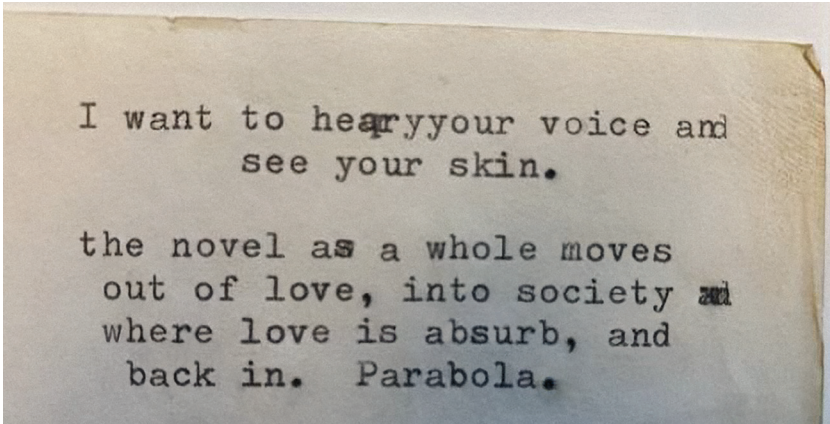 I want to hearyyour voice and
see your skin.
the novel as a whole moves
out of love, into society
where love is absurb, and
back in.  Parabola.